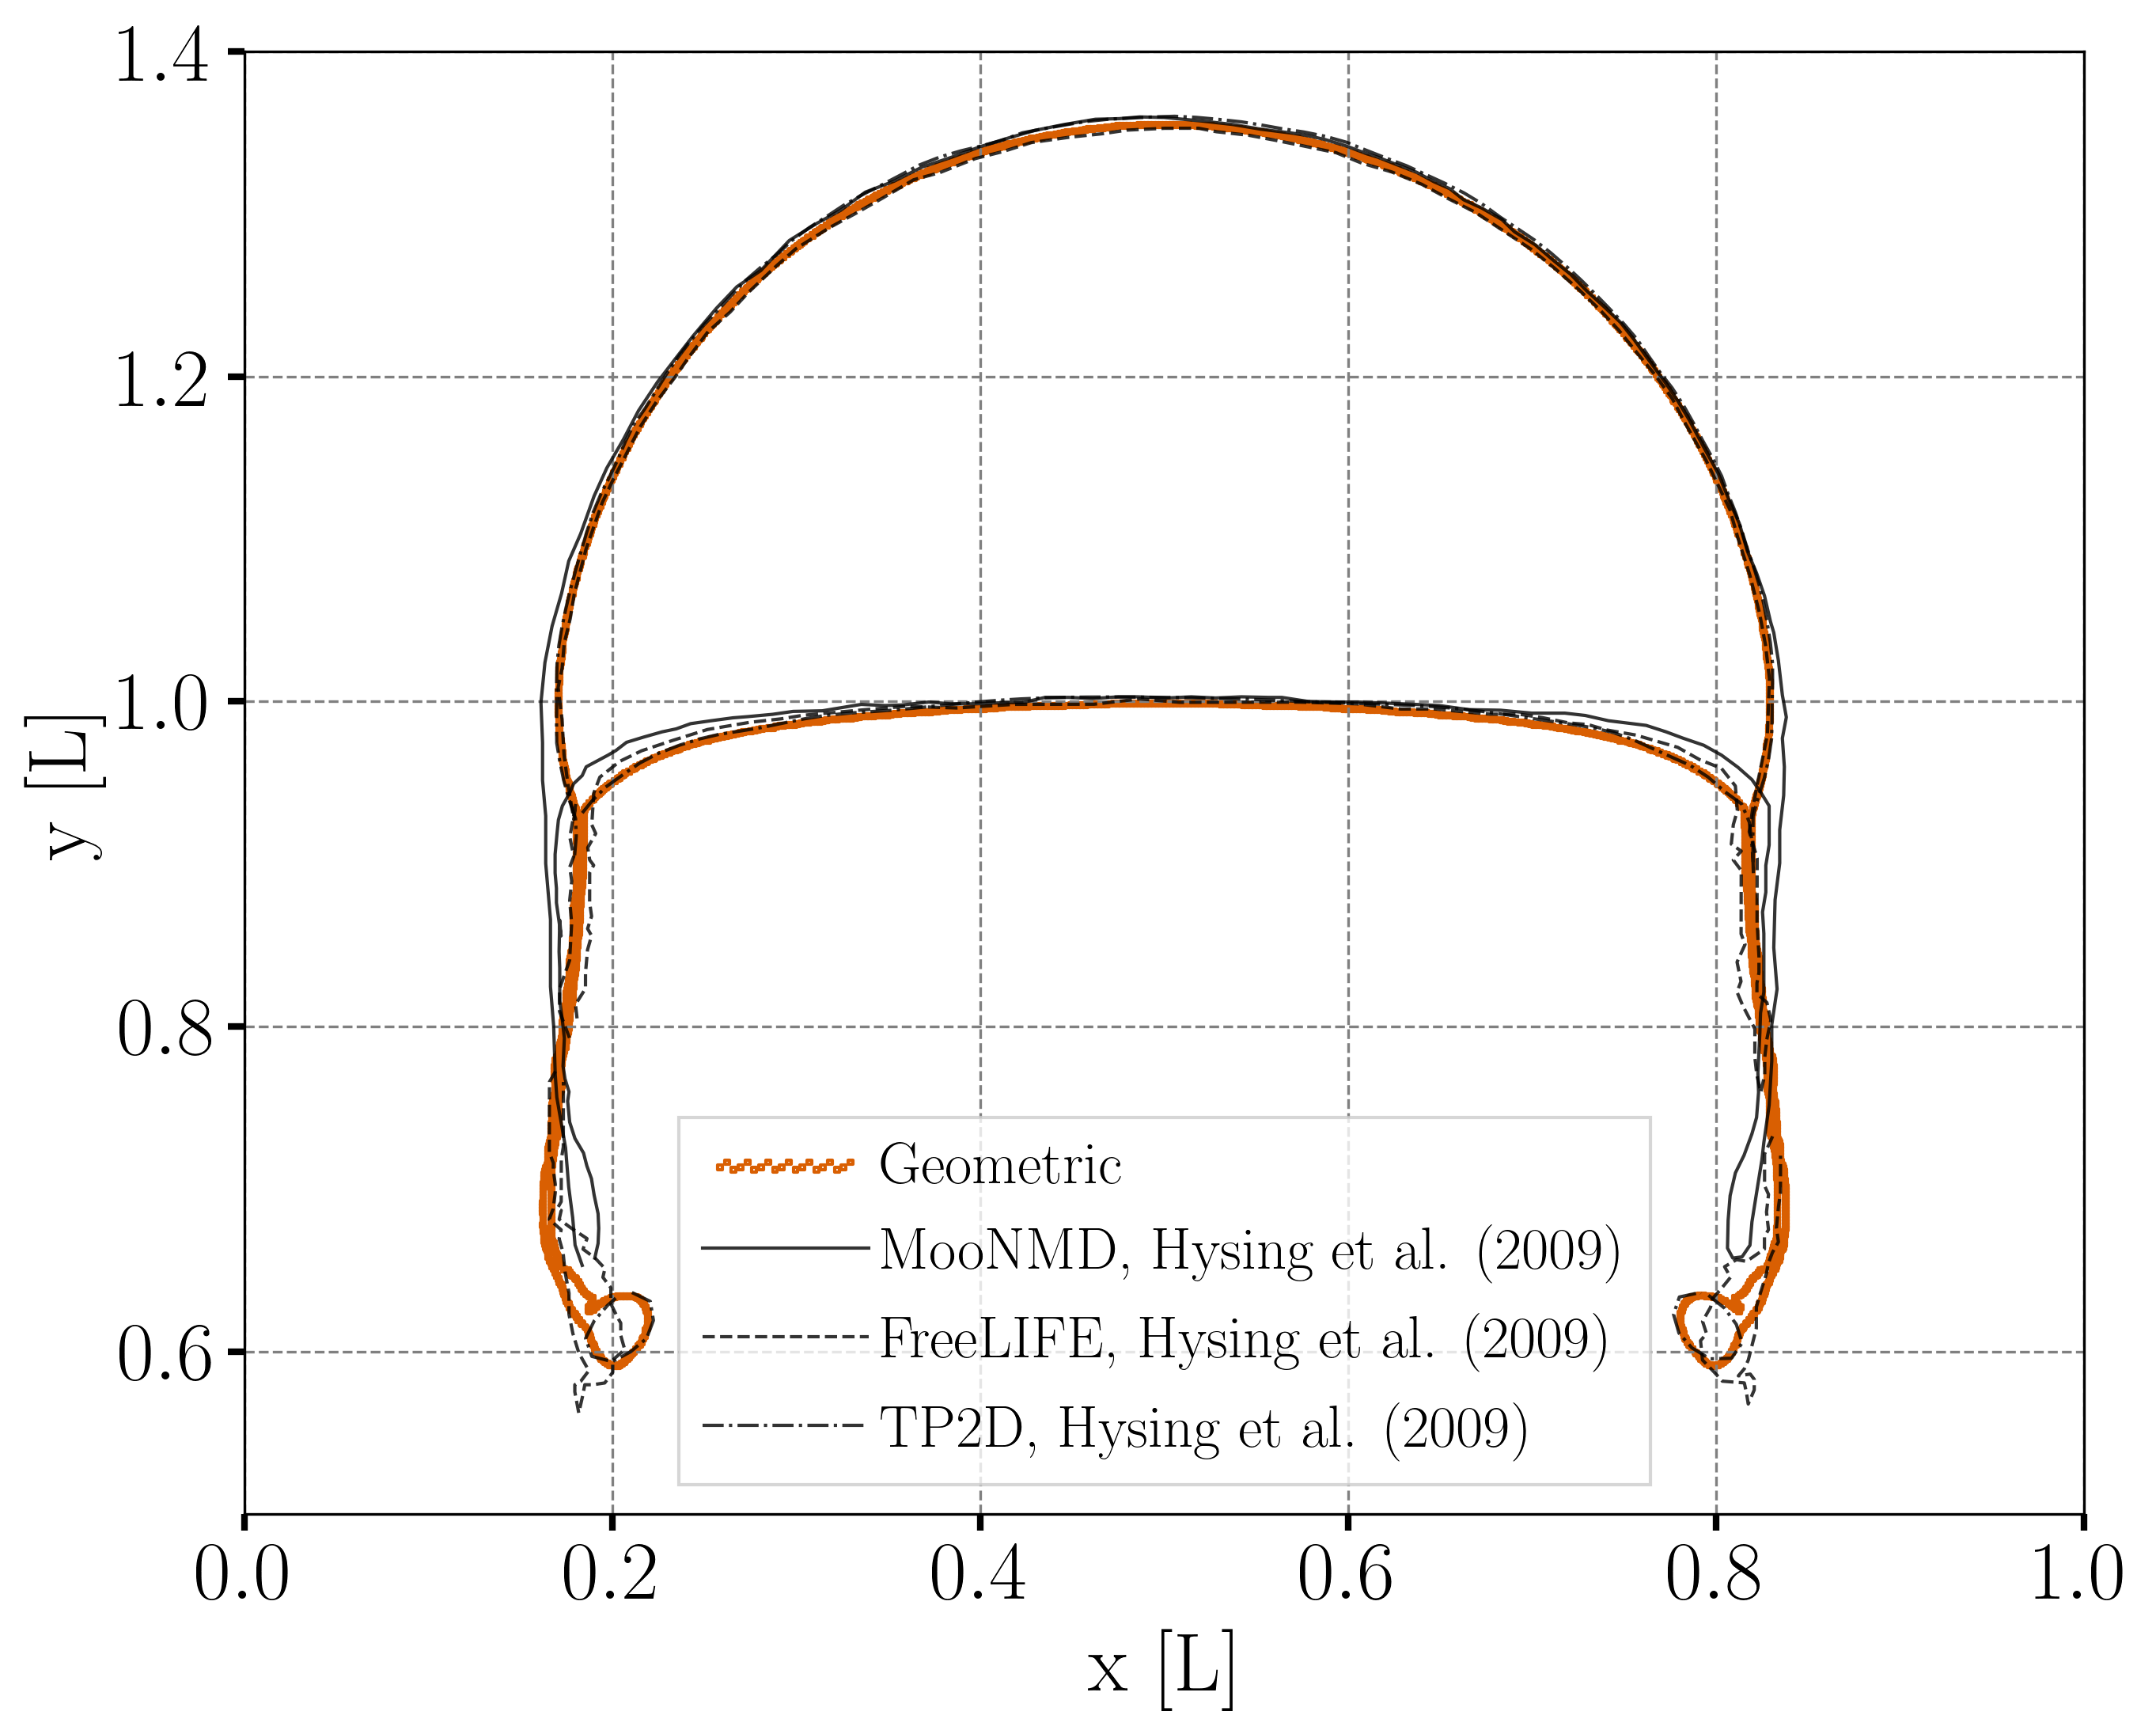 1.4
1.2
1.0
0.8
0.6
y [L]
Geometric
MooNMD, Hysing et al. (2009)
FreeLIFE, Hysing et al. (2009)
TP2D, Hysing et al. (2009)
0.0 0.2 0.4 0.6 0.8 1.0
x [L]